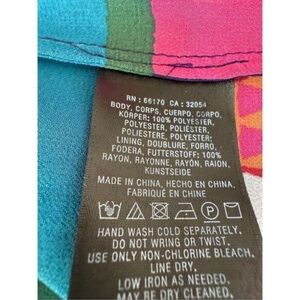 RN : 66170 CA : 32054
BODY, CORPS, CUERPO, CORPO,
KÖRPER: 100% POLYESTER,
POLYESTER, POLIÉSTER,
POLIESTERE, POLYESTER;
LINING, DOUBLURE, FORRO,
FODERA, FUTTERSTOFF: 100%
RAYON, RAYONNE, RAYÓN, RAION,
KUNSTSEIDE
MADE IN CHINA, HECHO EN CHINA,
FABRIQUÉ EN CHINE
P
HAND WASH COLD SEPARATELY.
DO NOT WRING OR TWIST.
USE ONLY NON-CHLORINE BLEACH,
LINE DRY.
LOW IRON AS NEEDED.
MAY BE DRY CLEANED.